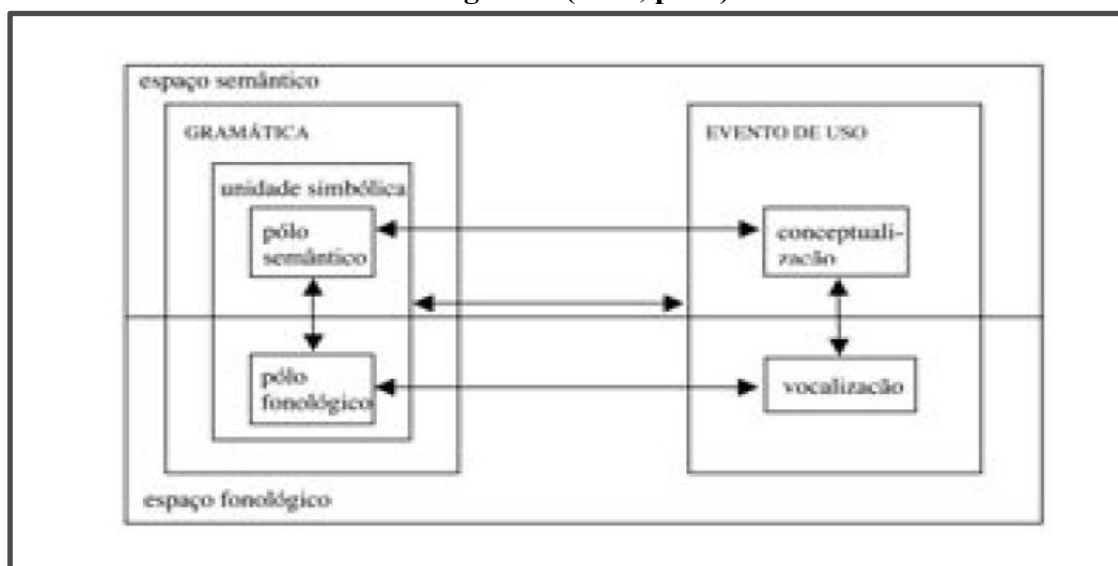 espaço semântico
GRAMÁTICA
EVENTO DE USO
unidade simbólica
pólo
semântico
conceptuali-
zacão
pólo
fonológico
vocalizacão
espaço fonológico